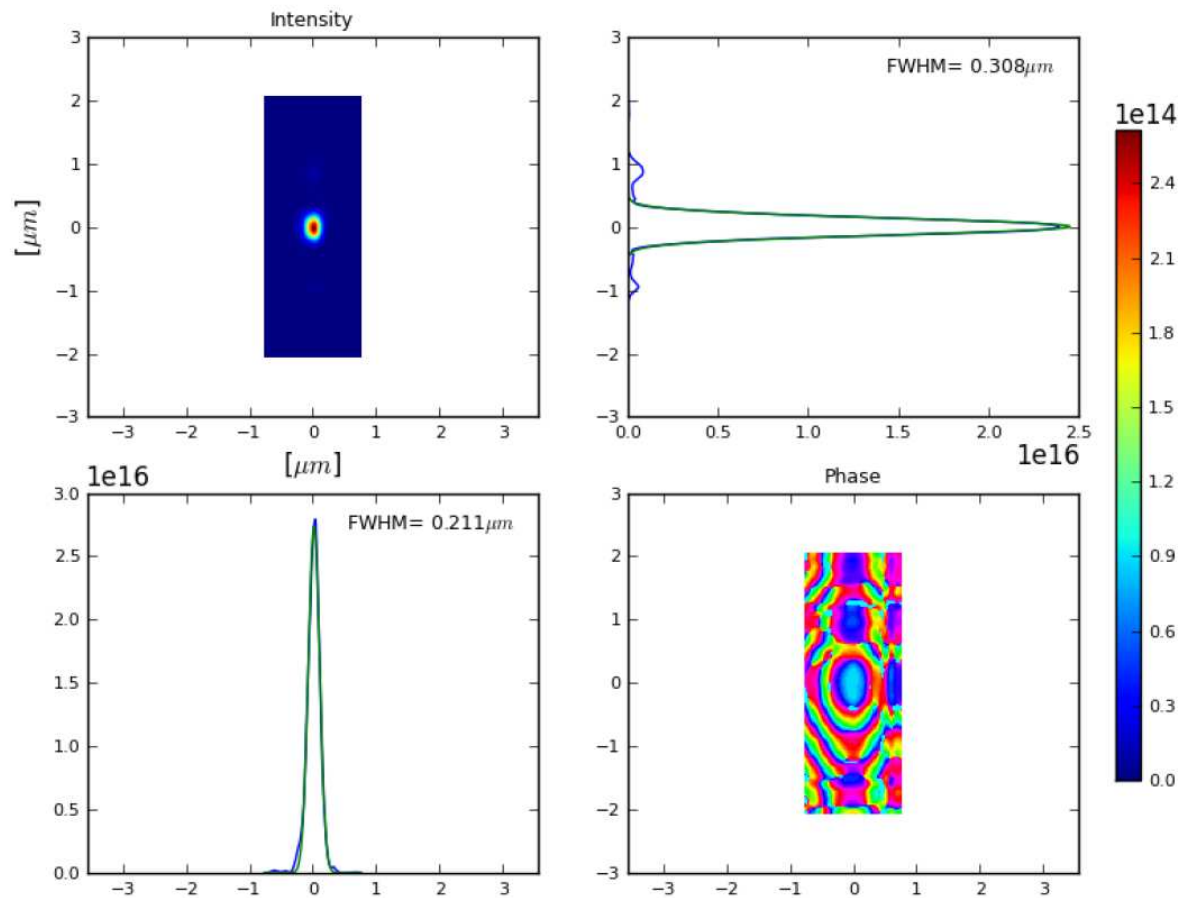 Intensity
3
2
1
0
−1
−2
−3
[μm]
−3 −2 −1 0 1 2 3
[μm]
FWHM= 0.308μm
3
2
1
0
−1
−2
−3
0.0 0.5 1.0 1.5 2.0 2.5
1e16
1e14
2.4
2.1
1.8
1.5
1.2
0.9
0.6
0.3
0.0
1e16
FWHM= 0.211μm
3.0
2.5
2.0
1.5
1.0
0.5
0.0
−3 −2 −1 0 1 2 3
Phase
3
2
1
0
−1
−2
−3
−3 −2 −1 0 1 2 3